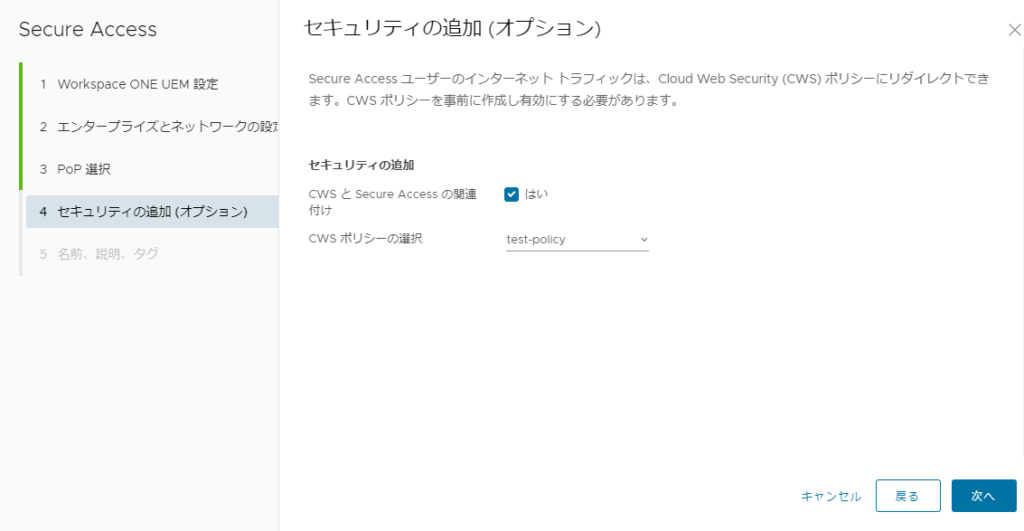 Secure Access
1 Workspace ONE UEM 設定
2 エンタープライズとネットワークの設定
3 PoP 選択
4 セキュリティの追加 (オプション)
5 名前、説明、タグ
セキュリティの追加 (オプション)
Secure Access ユーザーのインターネット トラフィックは、Cloud Web Security (CWS) ポリシーにリダイレクトでき
ます。CWS ポリシーを事前に作成し有効にする必要があります。
セキュリティの追加
CWS と Secure Access の関連
付け
はい
CWS ポリシーの選択
test-policy
キャンセル
戻る
次へ